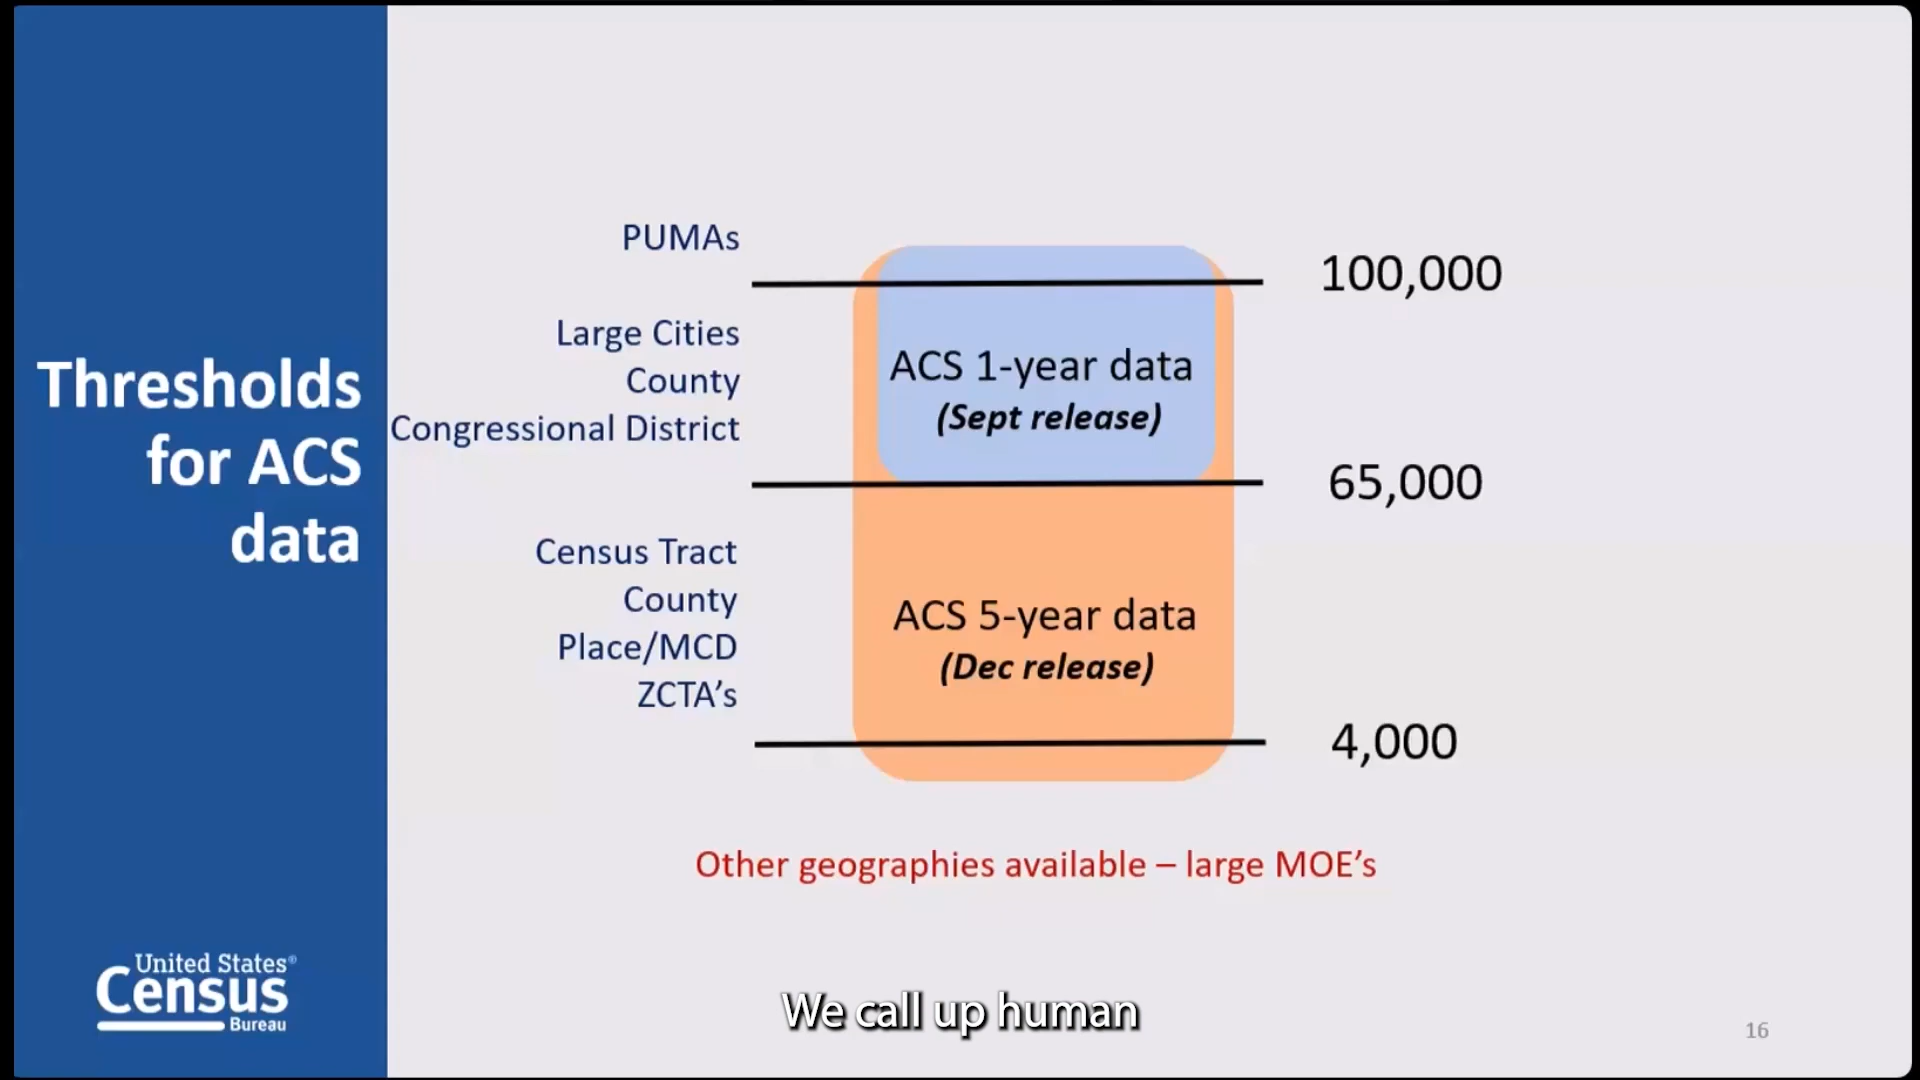 Thresholds
for ACS
data
PUMAs
100,000
Large Cities
County
Congressional District
ACS 1-year data
(Sept release)
65,000
Census Tract
County
Place/MCD
ZCTA’s
ACS 5-year data
(Dec release)
4,000
Other geographies available – large MOE’s
United States®
Census
Bureau
We call up human
16